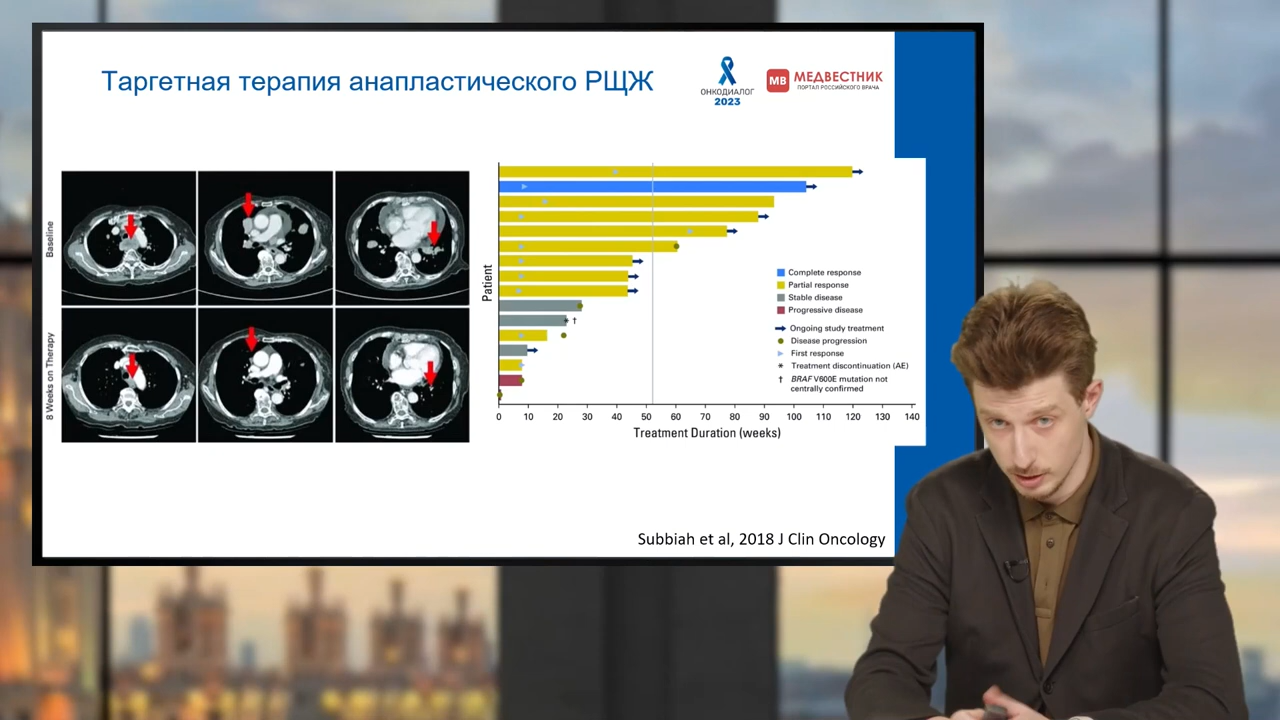 Таргетная терапия анапластического РЩЖ
ОНКОДИАЛОГ
2023
МВ
МЕДВЕСТНИК
ПОРТАЛ РОССИЙСКОГО ВРАЧА
Baseline
8 Weeks on Therapy
Patient
Complete response
Partial response
Stable disease
Progressive disease
Ongoing study treatment
Disease progression
First response
* Treatment discontinuation (AE)
† BRAF V600E mutation not
centrally confirmed
†
0 10 20 30 40 50 60 70 80 90 100 110 120 130 140
Treatment Duration (weeks)
Subbiah et al, 2018 J Clin Oncology